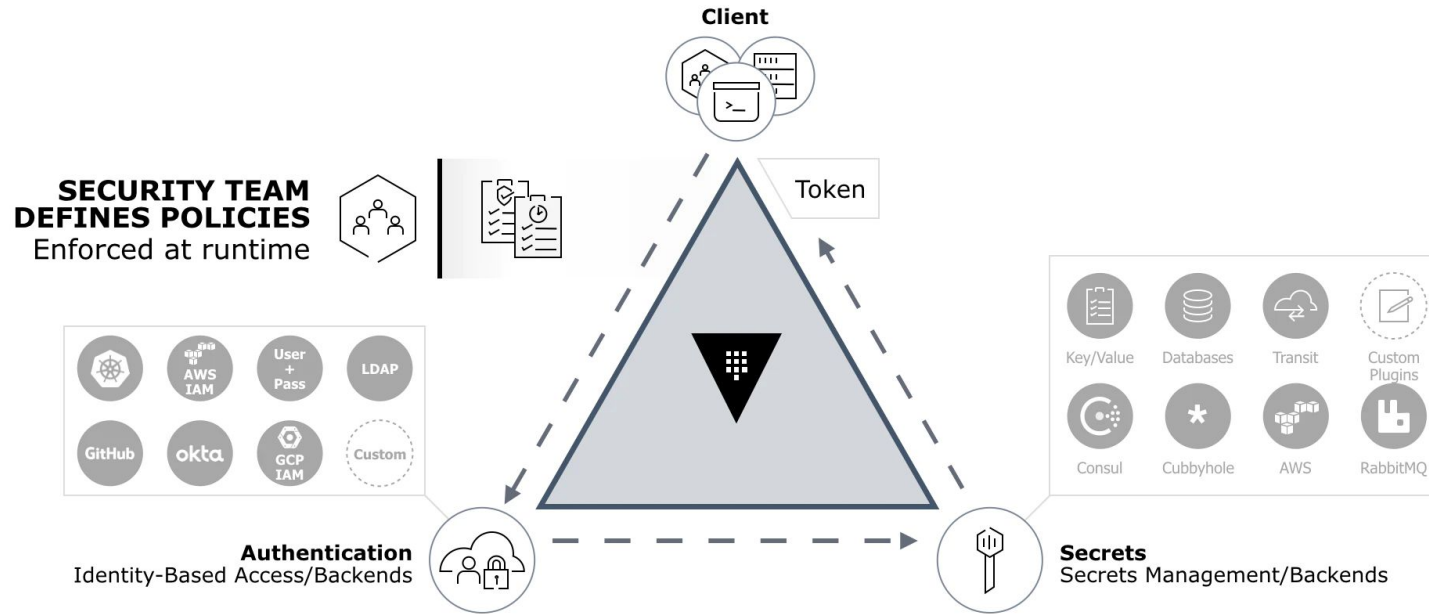 Client
SECURITY TEAM
DEFINES POLICIES
Enforced at runtime
Token
>_
AWS
IAM
User
+
Pass
LDAP
GitHub
okta
GCP
IAM
Custom
Key/Value
Databases
Transit
Custom
Plugins
Consul
*
Cubbyhole
AWS
RabbitMQ
Authentication
Identity-Based Access/Backends
Secrets
Secrets Management/Backends